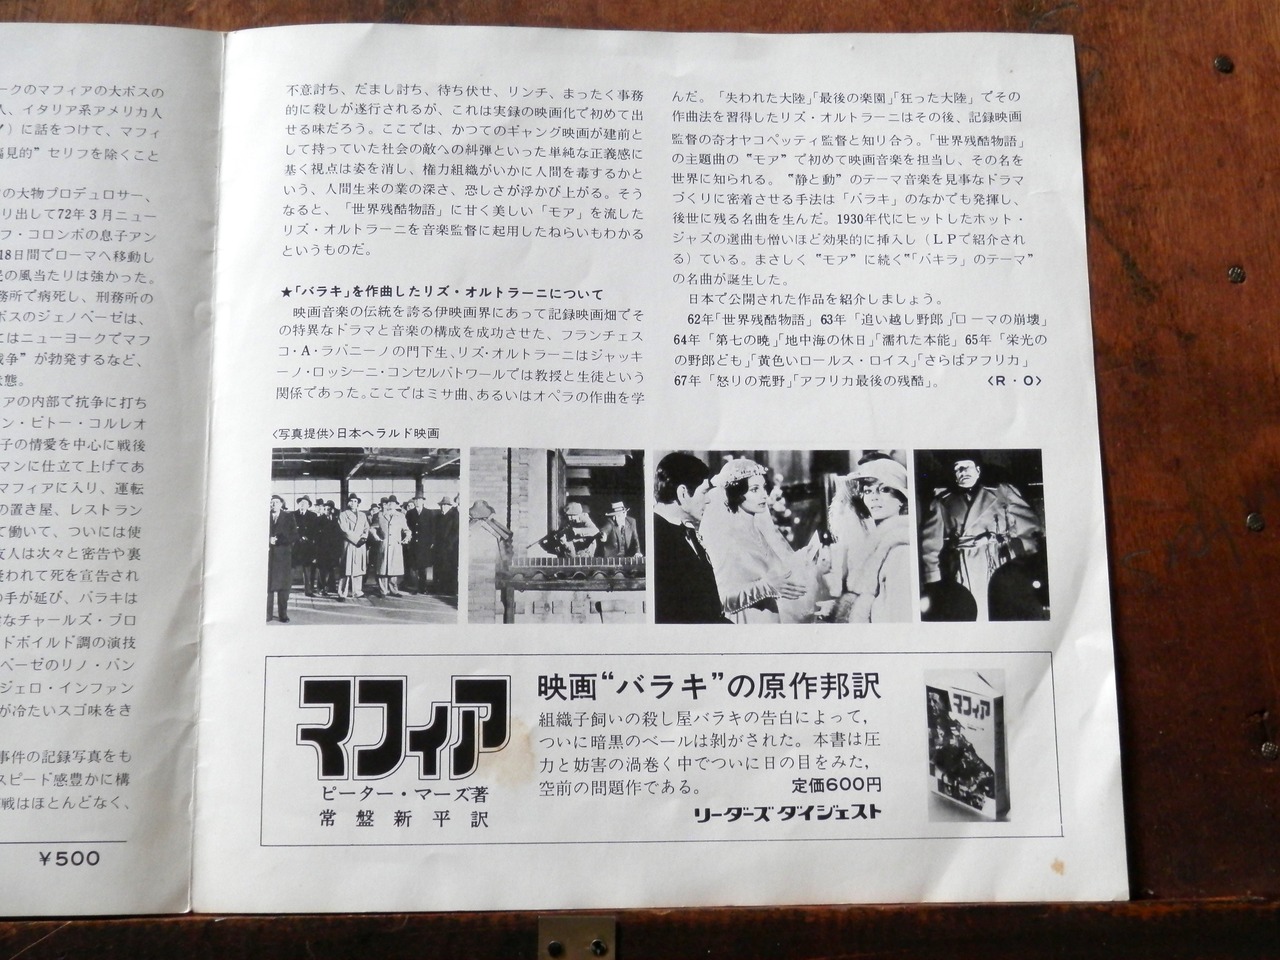 ークのマフィアの大ボスの
人、イタリア系アメリカ人
）に話をつけて、マフィ
偏見的”セリフを除くこと
の大物プロデュロサー、
り出して72年３月ニュー
フ・コロンボの息子アン
18日間でローマへ移動し
の風当たりは強かった。
務所で病死し、刑務所の
ボスのジェノベーゼは、
てはニューヨークでマフ
戦争”が勃発するなど、
状態。
ィアの内部で抗争に打ち
ン・ビトー・コルレオ
子の情愛を中心に戦後
マンに仕立て上げてあ
マフィアに入り、運転
の置き屋、レストラン
て働いて、ついには使
友人は次々と密告や裏
疑われて死を宣告され
の手が延び、バラキは
なチャールズ・ブロ
ードボイルド調の演技
ベーゼのリノ・バン
ジェロ・インファン
が冷たいスゴ味をき
事件の記録写真をも
スピード感豊かに構
戦はほとんどなく、
￥500
不意討ち、だまし討ち、待ち伏せ、リンチ、まったく事務
的に殺しが遂行されるが、これは実録の映画化で初めて出
せる味だろう。ここでは、かつてのギャング映画が建前と
して持っていた社会の敵への糾弾といった単純な正義感に
基く視点は姿を消し、権力組織がいかに人間を毒するかと
いう、人間生来の業の深さ、恐しさが浮かび上がる。そう
なると、「世界残酷物語」に甘く美しい「モア」を流した
リズ・オルトラーニを音楽監督に起用したねらいもわかる
というものだ。
★「バラキ」を作曲したリズ・オルトラーニについて
映画音楽の伝統を誇る伊映画界にあって記録映画畑でそ
の特異なドラマと音楽の構成を成功させた、フランチェス
コ・A・ラバニーノの門下生、リズ・オルトラーニはジャッキ
ーノ・ロッシーニ・コンセルバトワールでは教授と生徒という
関係であった。ここではミサ曲、あるいはオペラの作曲を学
んだ。「失われた大陸」「最後の楽園」「狂った大陸」でその
作曲法を習得したリズ・オルトラーニはその後、記録映画
監督の奇オヤコペッティ監督と知り合う。「世界残酷物語」
の主題曲の〝モア〟で初めて映画音楽を担当し、その名を
世界に知られる。〝静と動〟のテーマ音楽を見事なドラマ
づくりに密着させる手法は「バラキ」のなかでも発揮し、
後世に残る名曲を生んだ。1930年代にヒットしたホット・
ジャズの選曲も憎いほど効果的に挿入し（ＬＰで紹介され
る）ている。まさしく〝モア〟に続く〝「バキラ」のテーマ〟
の名曲が誕生した。
日本で公開された作品を紹介しましょう。
62年「世界残酷物語」63年「追い越し野郎」「ローマの崩壊」
64年「第七の暁」「地中海の休日」「濡れた本能」65年「栄光の
の野郎ども」「黄色いロールス・ロイス」「さらばアフリカ」
67年「怒りの荒野」「アフリカ最後の残酷」。〈R・O〉
〈写真提供〉日本ヘラルド映画
マフィア
ピーター・マーズ著
常盤新平訳
映画“バラキ”の原作邦訳
組織子飼いの殺し屋バラキの告白によって，
ついに暗黒のベールは剝がされた。本書は圧
力と妨害の渦巻く中でついに日の目をみた，
空前の問題作である。 定価600円
リーダーズ ダイジェスト
マフィア